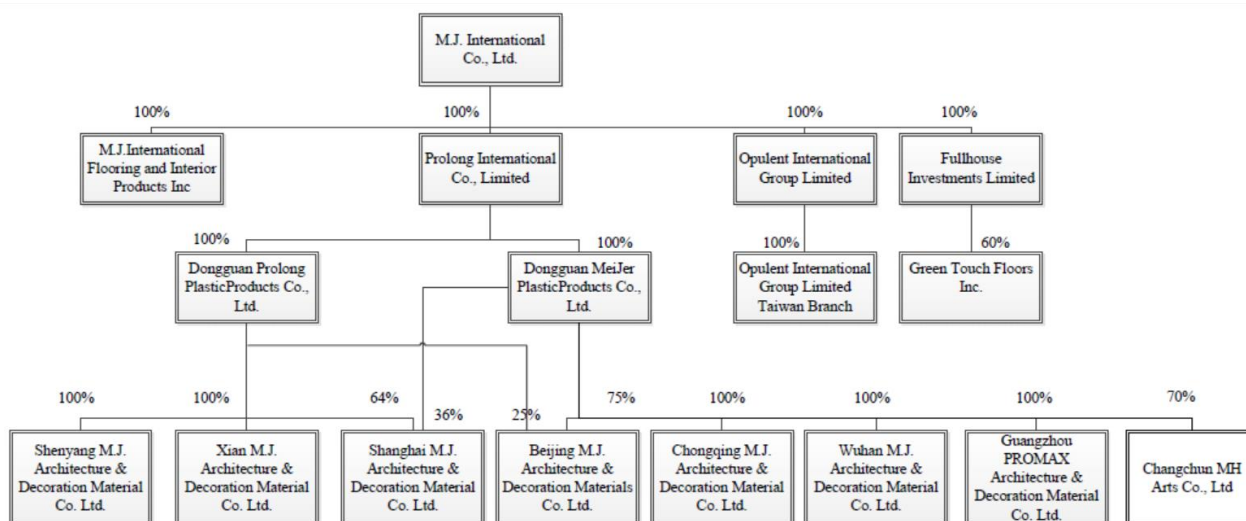 M.J. International
Co., Ltd.
100%
100%
100%
100%
M.J.International
Flooring and Interior
Products Inc
Prolong International
Co., Limited
Opulent International
Group Limited
Fullhouse
Investments Limited
100%
100%
100%
60%
Dongguan Prolong
PlasticProducts Co.,
Ltd.
Dongguan MeiJer
PlasticProducts Co.,
Ltd.
Opulent International
Group Limited
Taiwan Branch
Green Touch Floors
Inc.
100%
100%
64%
36%
25%
75%
100%
100%
100%
70%
Shenyang M.J.
Architecture &
Decoration Material
Co. Ltd.
Xian M.J.
Architecture &
Decoration Material
Co. Ltd.
Shanghai M.J.
Architecture &
Decoration Material
Co. Ltd.
Beijing M.J.
Architecture &
Decoration Materials
Co. Ltd.
Chongqing M.J.
Architecture &
Decoration Material
Co. Ltd.
Wuhan M.J.
Architecture &
Decoration Material
Co. Ltd.
Guangzhou
PROMAX
Architecture &
Decoration Material
Co. Ltd.
Changchun MH
Arts Co., Ltd